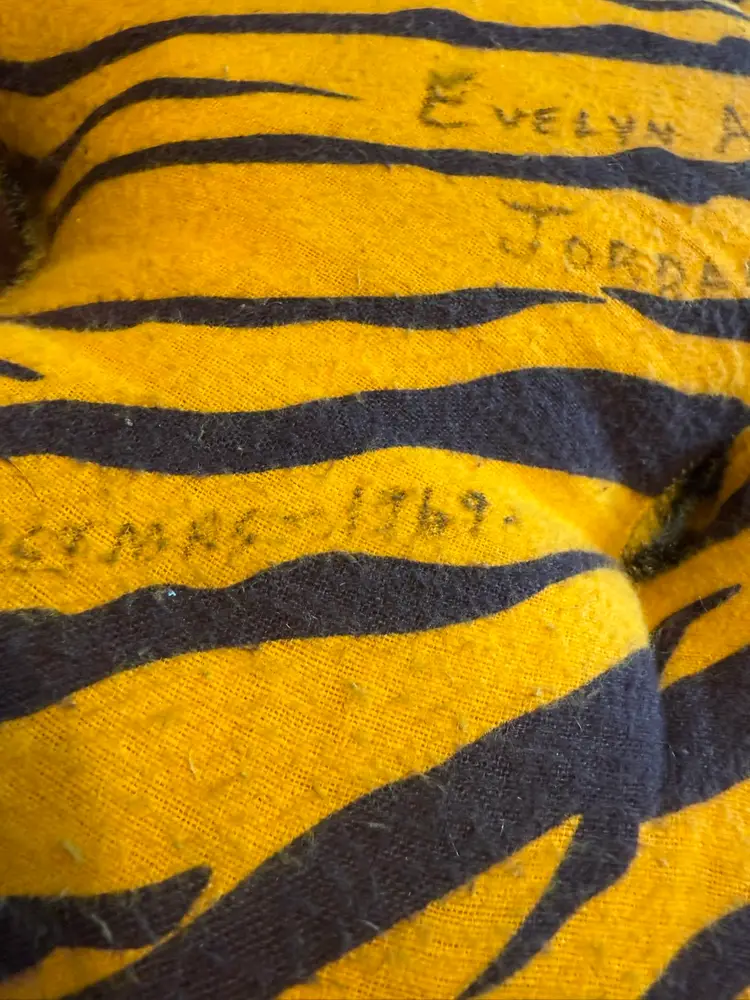 EVELYN A
JORDA
STMAS - 1969.